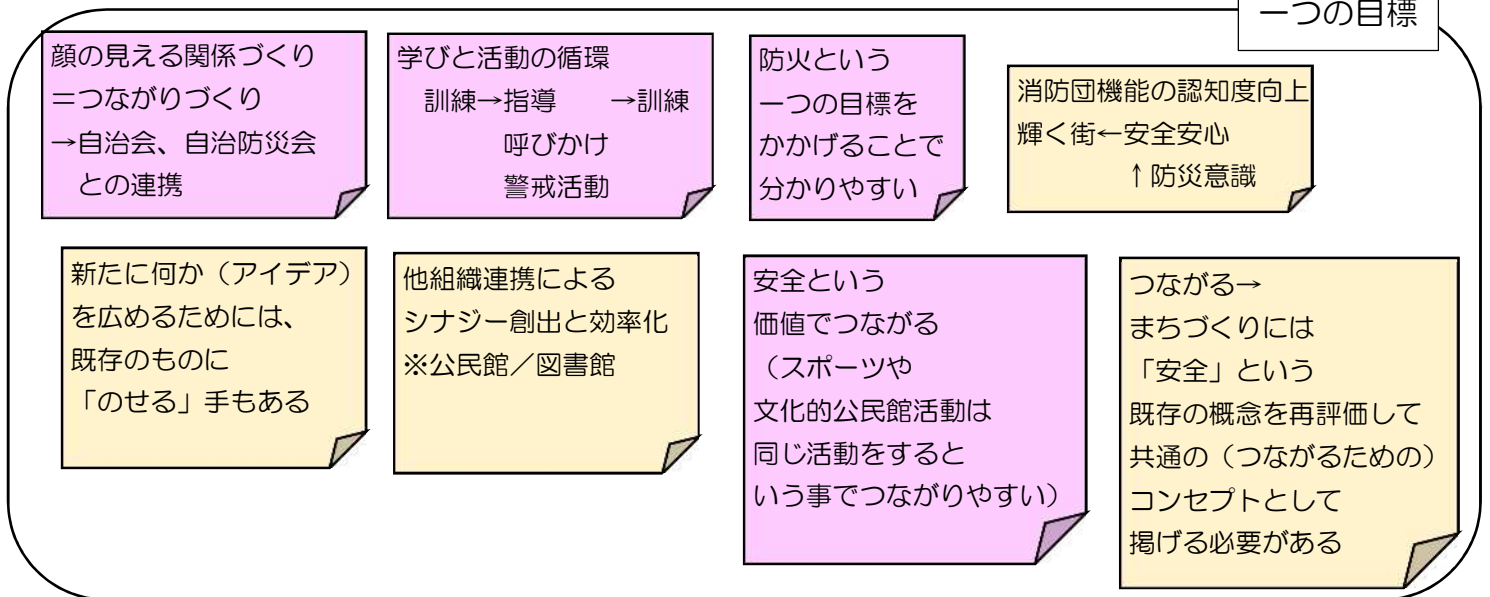 一つの目標
顔の見える関係づくり
＝つながりづくり
→自治会、自治防災会
との連携
学びと活動の循環
訓練→指導　　→訓練
呼びかけ
警戒活動
防火という
一つの目標を
かかげることで
分かりやすい
消防団機能の認知度向上
輝く街←安全安心
↑防災意識
新たに何か（アイデア）
を広めるためには、
既存のものに
「のせる」手もある
他組織連携による
シナジー創出と効率化
※公民館／図書館
安全という
価値でつながる
（スポーツや
文化的公民館活動は
同じ活動をすると
いう事でつながりやすい）
つながる→
まちづくりには
「安全」という
既存の概念を再評価して
共通の（つながるための）
コンセプトとして
掲げる必要がある